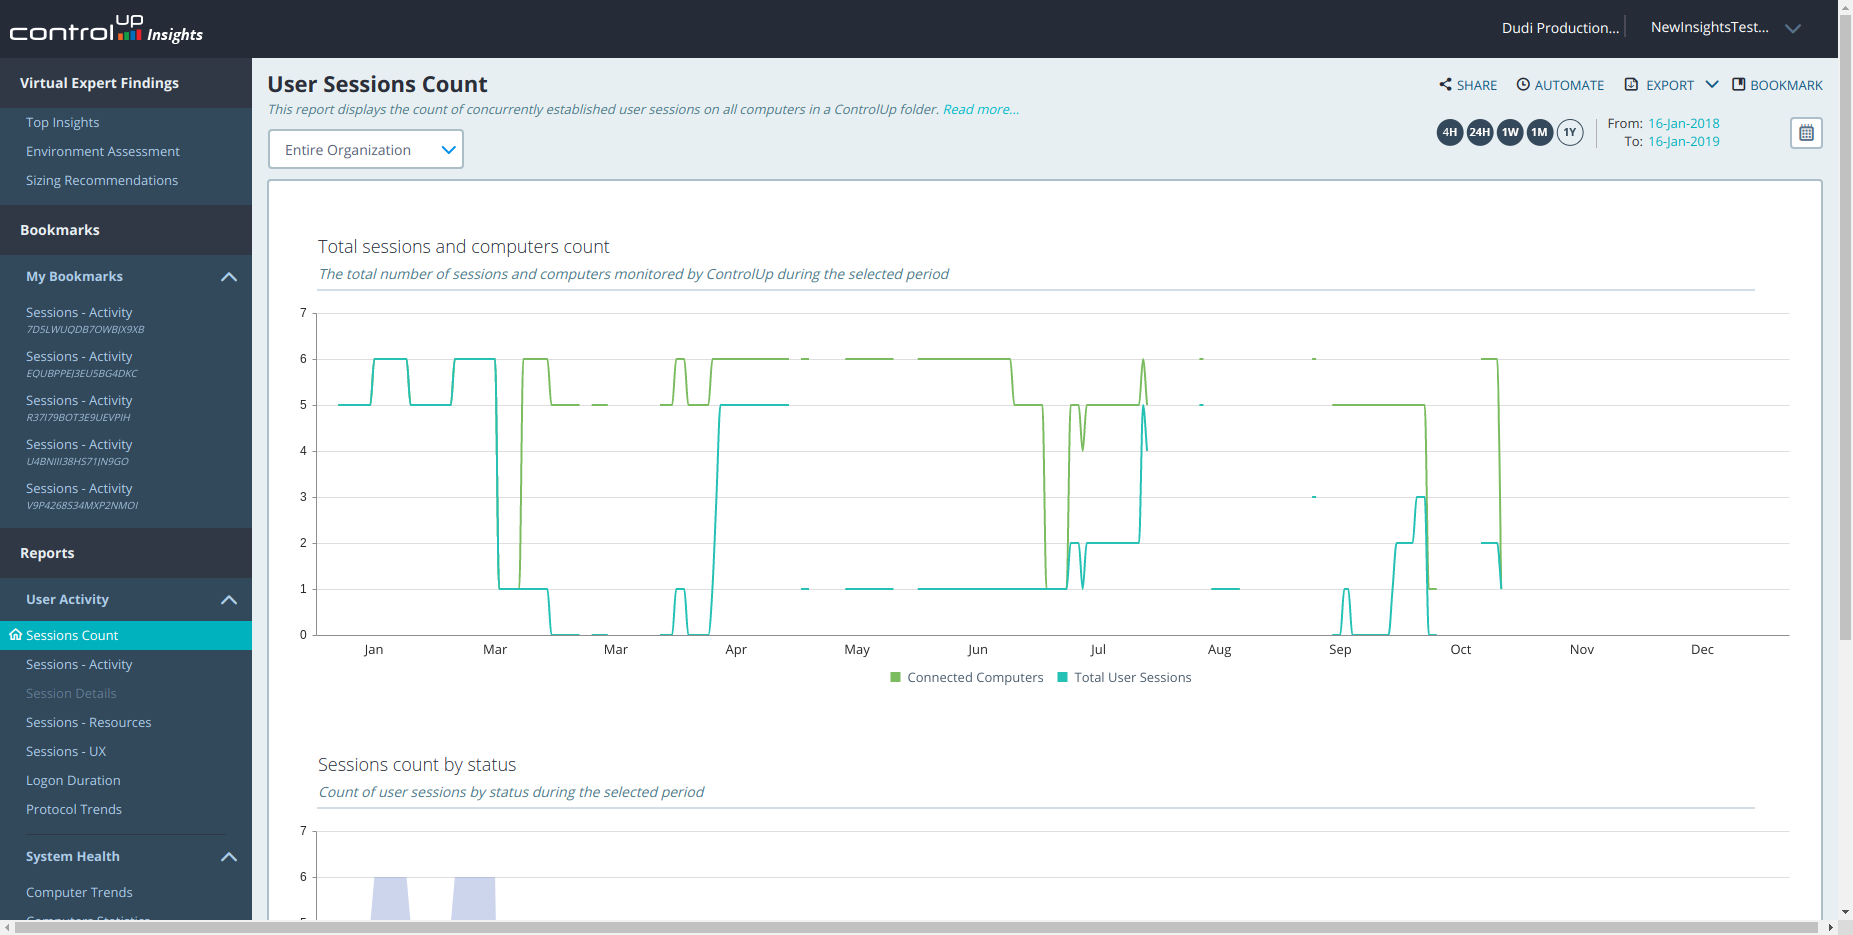 controlUP Insights
Dudi Production...
NewInsightsTest...
Virtual Expert Findings
Top Insights
Environment Assessment
Sizing Recommendations
Bookmarks
My Bookmarks
Sessions - Activity
7D5LWUQDB7OWBJX9XB
Sessions - Activity
EQUBPPEJ3EU5BG4DKC
Sessions - Activity
R37I79BOT3E9UEVPIH
Sessions - Activity
U4BNIII38HS71JN9GO
Sessions - Activity
V9P4268S34MXP2NMOI
Reports
User Activity
Sessions Count
Sessions - Activity
Session Details
Sessions - Resources
Sessions - UX
Logon Duration
Protocol Trends
System Health
Computer Trends
Computers Statistics
User Sessions Count
This report displays the count of concurrently established user sessions on all computers in a ControlUp folder. Read more...
SHARE AUTOMATE EXPORT BOOKMARK
Entire Organization
4H 24H 1W 1M 1Y
From: 16-Jan-2018
To: 16-Jan-2019
Total sessions and computers count
The total number of sessions and computers monitored by ControlUp during the selected period
7
6
5
4
3
2
1
0
Jan Mar Mar Apr May Jun Jul Aug Sep Oct Nov Dec
Connected Computers Total User Sessions
Sessions count by status
Count of user sessions by status during the selected period
7
6
5